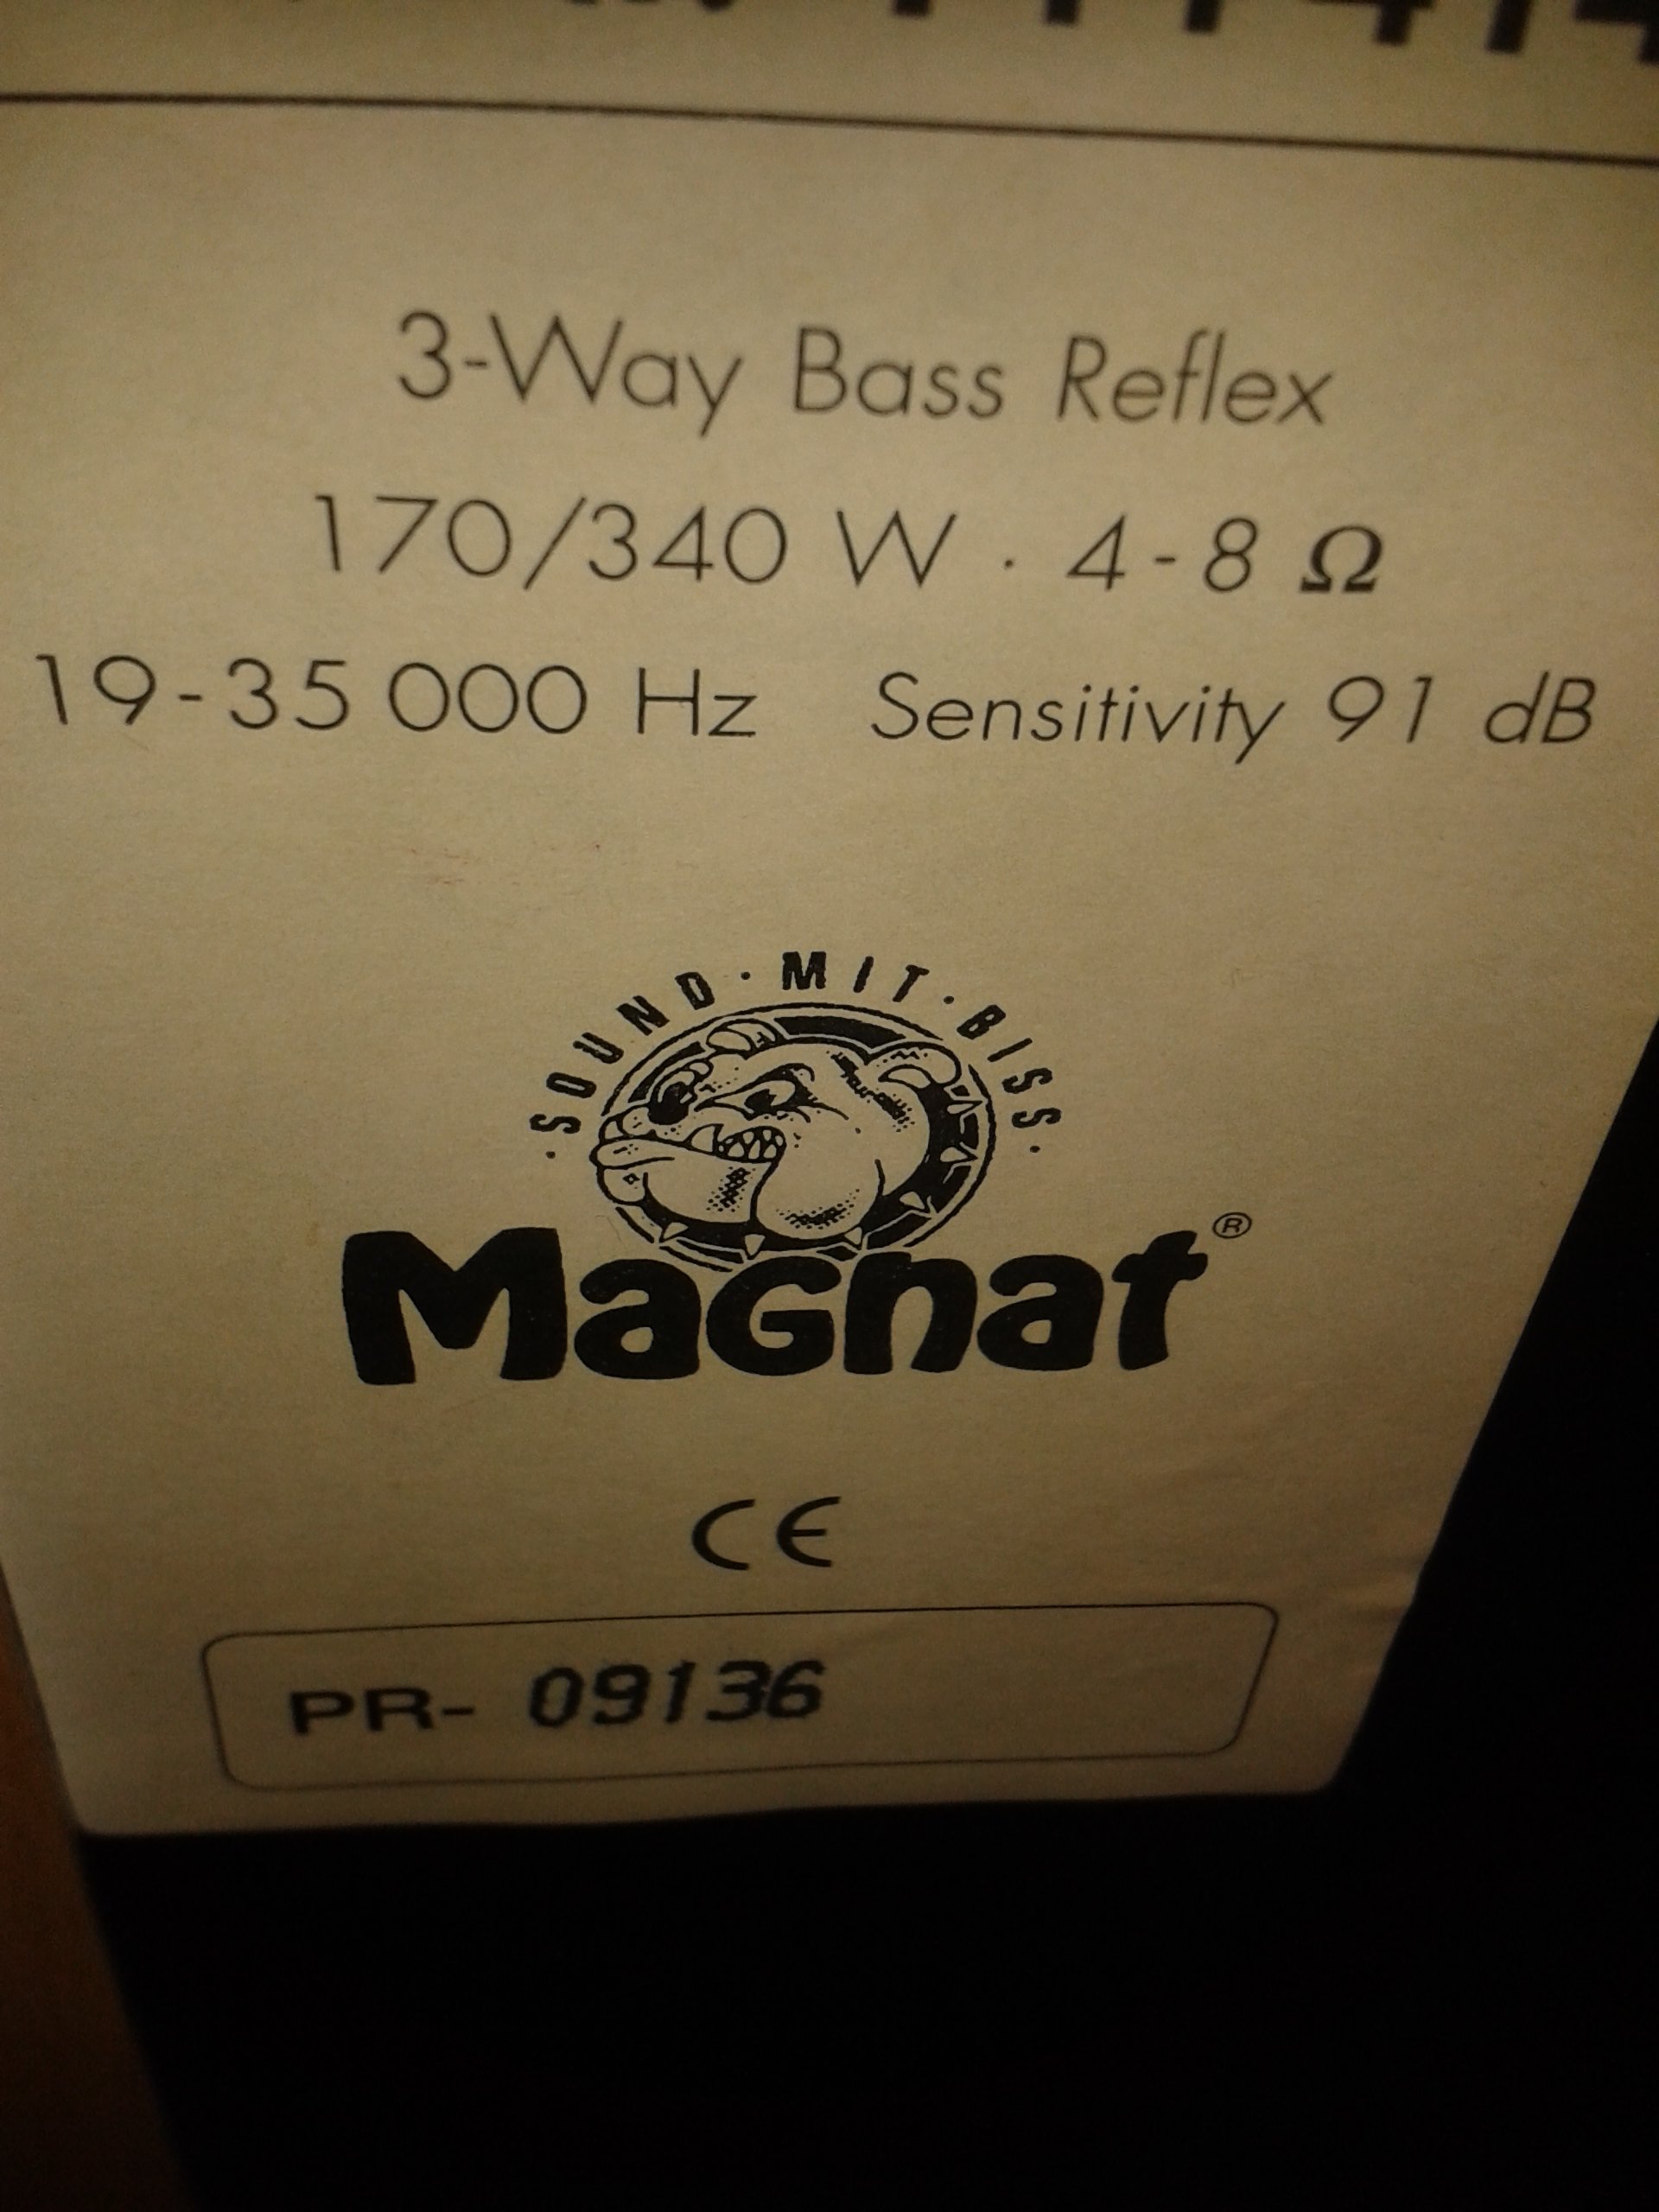 3-Way Bass Reflex
170/340 W · 4-8 Ω
19-35 000 Hz Sensitivity 91 dB
· SOUND · MIT · BISS ·
Magnat®
CE
PR- 09136